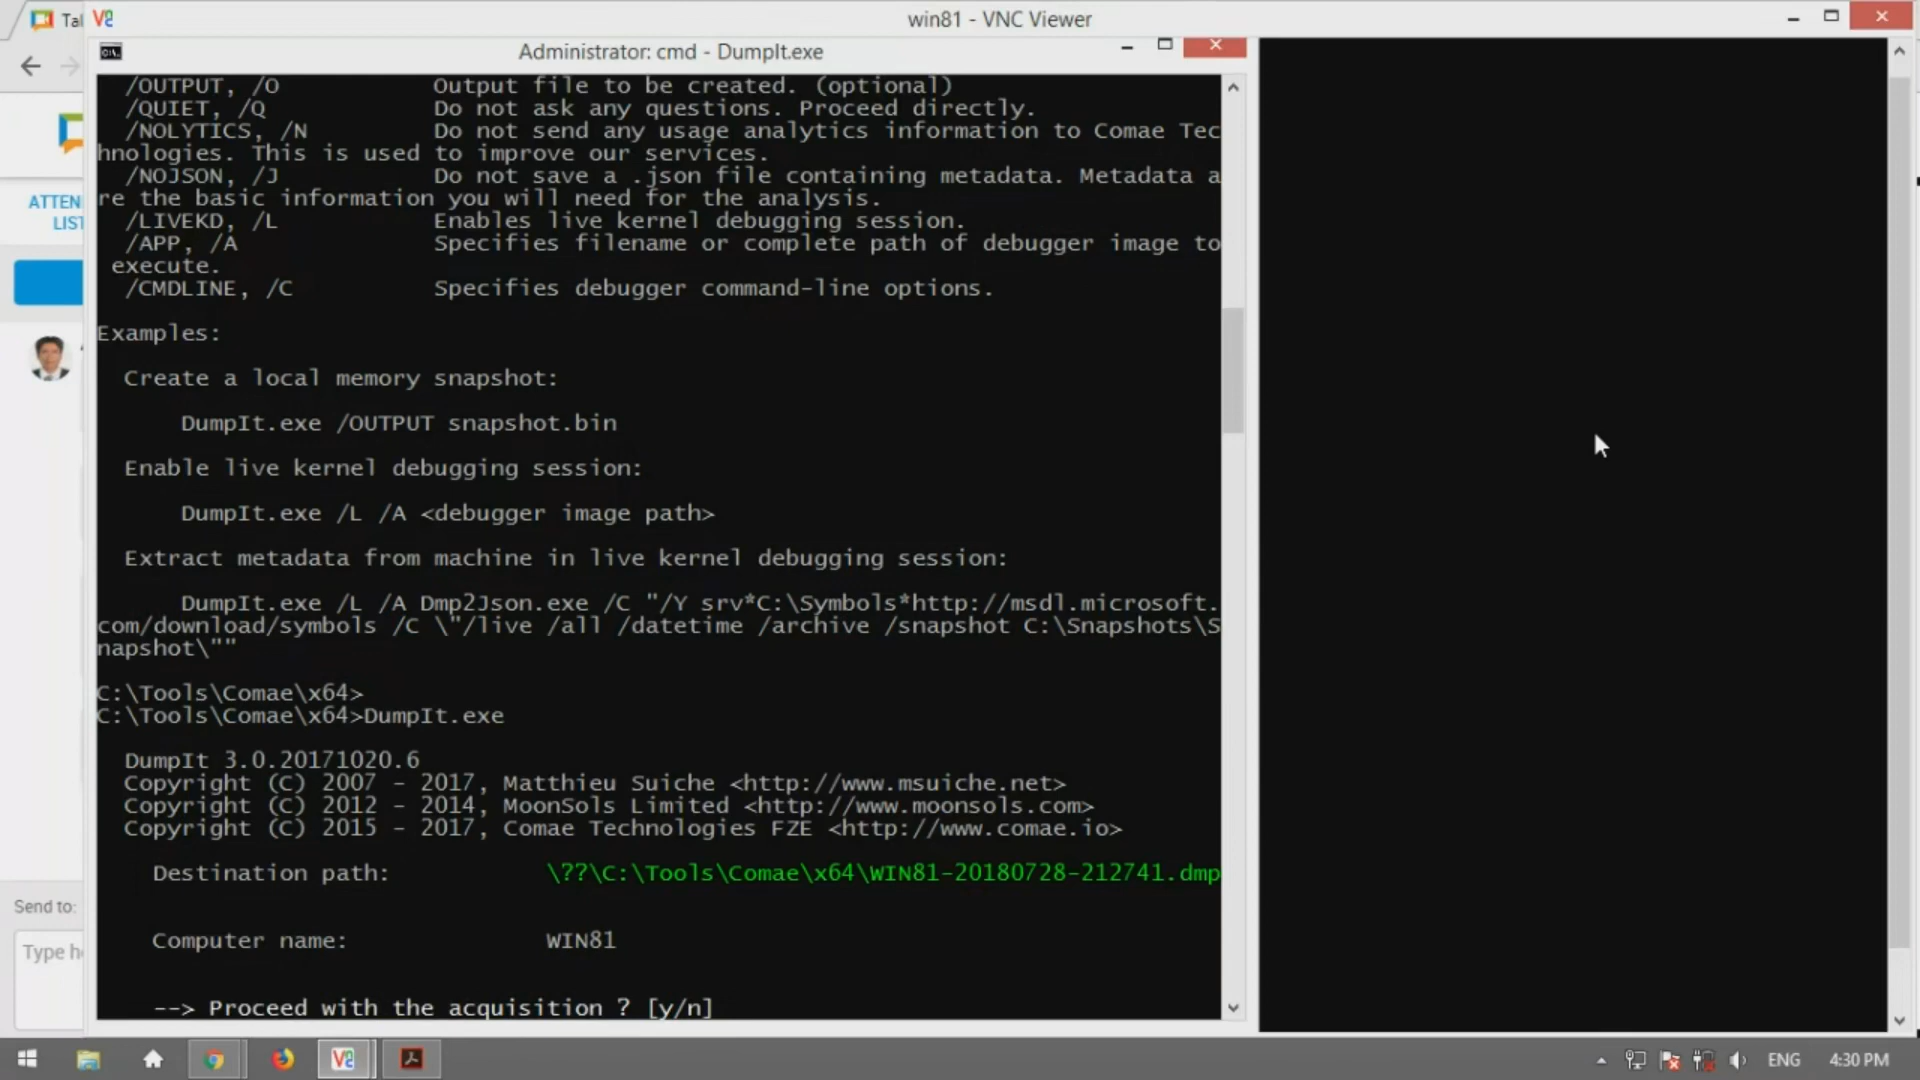 Ta
win81 - VNC Viewer
Administrator: cmd - DumpIt.exe
/OUTPUT, /O Output file to be created. (optional)
/QUIET, /Q Do not ask any questions. Proceed directly.
/NOLYTICS, /N Do not send any usage analytics information to Comae Tec
hnologies. This is used to improve our services.
/NOJSON, /J Do not save a .json file containing metadata. Metadata a
re the basic information you will need for the analysis.
/LIVEKD, /L Enables live kernel debugging session.
/APP, /A Specifies filename or complete path of debugger image to
execute.
/CMDLINE, /C Specifies debugger command-line options.
Examples:
Create a local memory snapshot:
DumpIt.exe /OUTPUT snapshot.bin
Enable live kernel debugging session:
DumpIt.exe /L /A <debugger image path>
Extract metadata from machine in live kernel debugging session:
DumpIt.exe /L /A Dmp2Json.exe /C "/Y srv*C:\Symbols*http://msdl.microsoft.
com/download/symbols /C \"/live /all /datetime /archive /snapshot C:\Snapshots\S
napshot\""
C:\Tools\Comae\x64>
C:\Tools\Comae\x64>DumpIt.exe
DumpIt 3.0.20171020.6
Copyright (C) 2007 - 2017, Matthieu Suiche <http://www.msuiche.net>
Copyright (C) 2012 - 2014, MoonSols Limited <http://www.moonsols.com>
Copyright (C) 2015 - 2017, Comae Technologies FZE <http://www.comae.io>
Destination path: \??\C:\Tools\Comae\x64\WIN81-20180728-212741.dmp
Computer name: WIN81
--> Proceed with the acquisition ? [y/n]
ATTEN
LIST
Send to:
Type h
ENG
4:30 PM